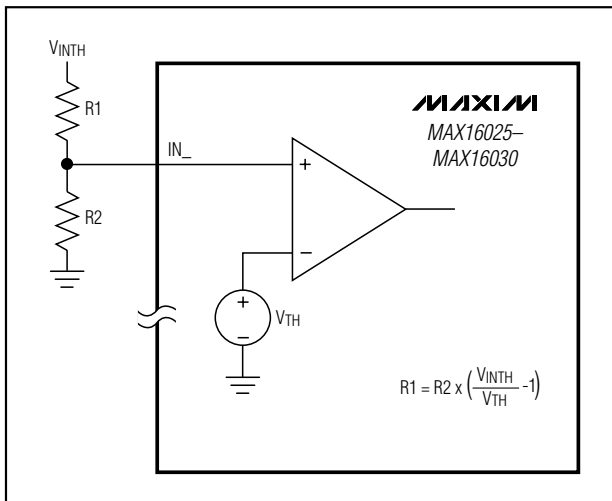 VINTH
R1
MAXIM
MAX16025–
MAX16030
IN_
+
R2
−
+
VTH
−
R1 = R2 x (VINTH/VTH -1)